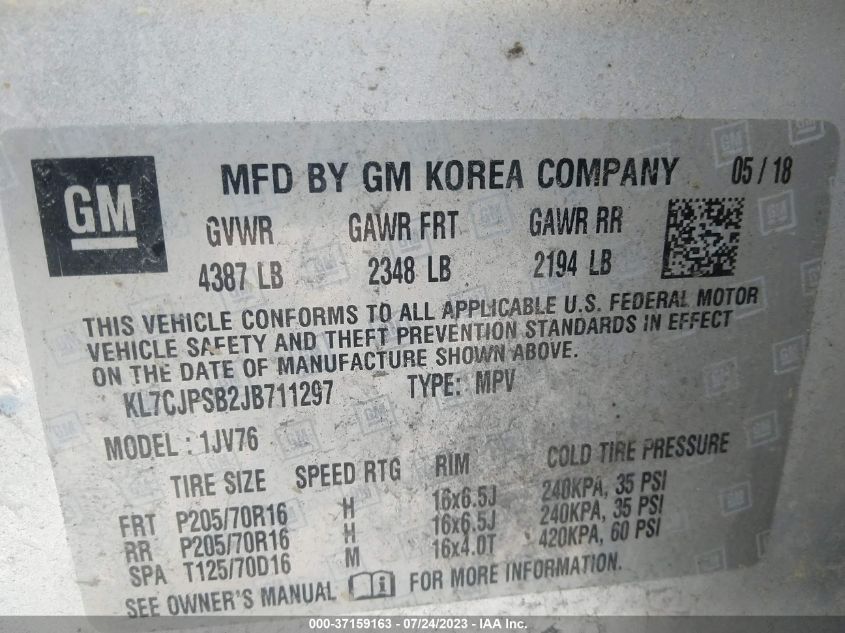 GM
MFD BY GM KOREA COMPANY 05 / 18
GVWR GAWR FRT GAWR RR
4387 LB 2348 LB 2194 LB
THIS VEHICLE CONFORMS TO ALL APPLICABLE U.S. FEDERAL MOTOR
VEHICLE SAFETY AND THEFT PREVENTION STANDARDS IN EFFECT
ON THE DATE OF MANUFACTURE SHOWN ABOVE.
KL7CJPSB2JB711297 TYPE: MPV
MODEL : 1JV76
TIRE SIZE SPEED RTG RIM COLD TIRE PRESSURE
FRT P205/70R16 H 16x6.5J 240KPA, 35 PSI
RR P205/70R16 H 16x6.5J 240KPA, 35 PSI
SPA T125/70D16 M 16x4.0T 420KPA, 60 PSI
SEE OWNER'S MANUAL FOR MORE INFORMATION.
000-37159163 - 07/24/2023 - IAA Inc.